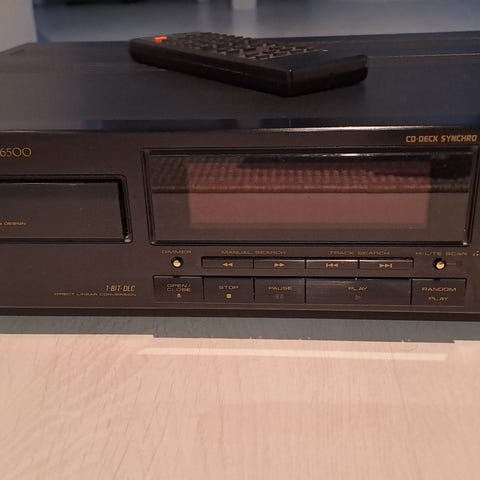 6500
CD·DECK SYNCHRO
DESIGN
DIMMER MANUAL SEARCH TRACK SEARCH HI-LITE SCAN
1-BIT·DLC
DIRECT LINEAR CONVERSION
OPEN/
CLOSE
STOP
PAUSE
PLAY
RANDOM
PLAY